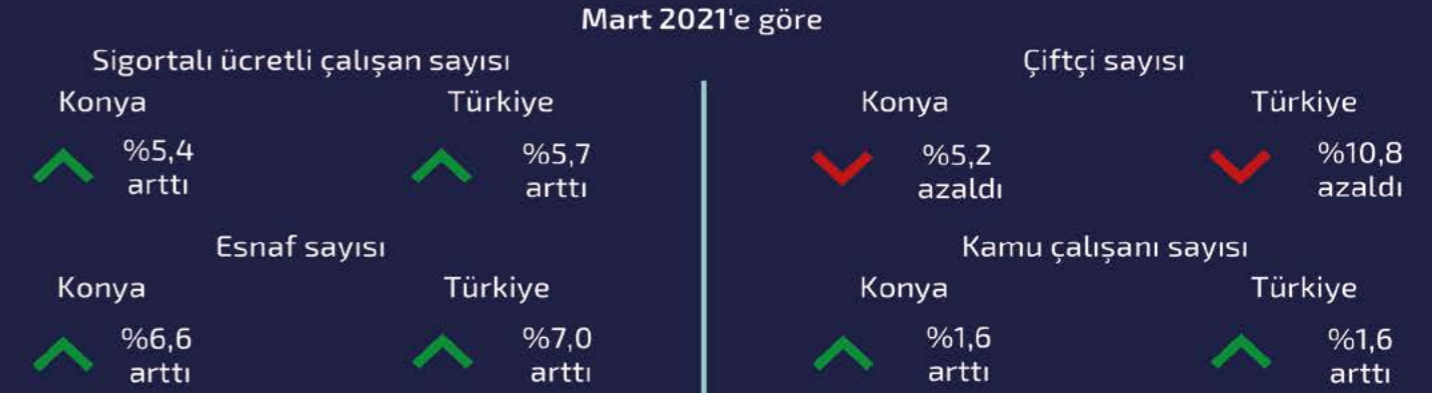 Mart 2021'e göre
Sigortalı ücretli çalışan sayısı
Konya Türkiye
%5,4 %5,7
arttı arttı
Esnaf sayısı
Konya Türkiye
%6,6 %7,0
arttı arttı
Çiftçi sayısı
Konya Türkiye
%5,2 %10,8
azaldı azaldı
Kamu çalışanı sayısı
Konya Türkiye
%1,6 %1,6
arttı arttı